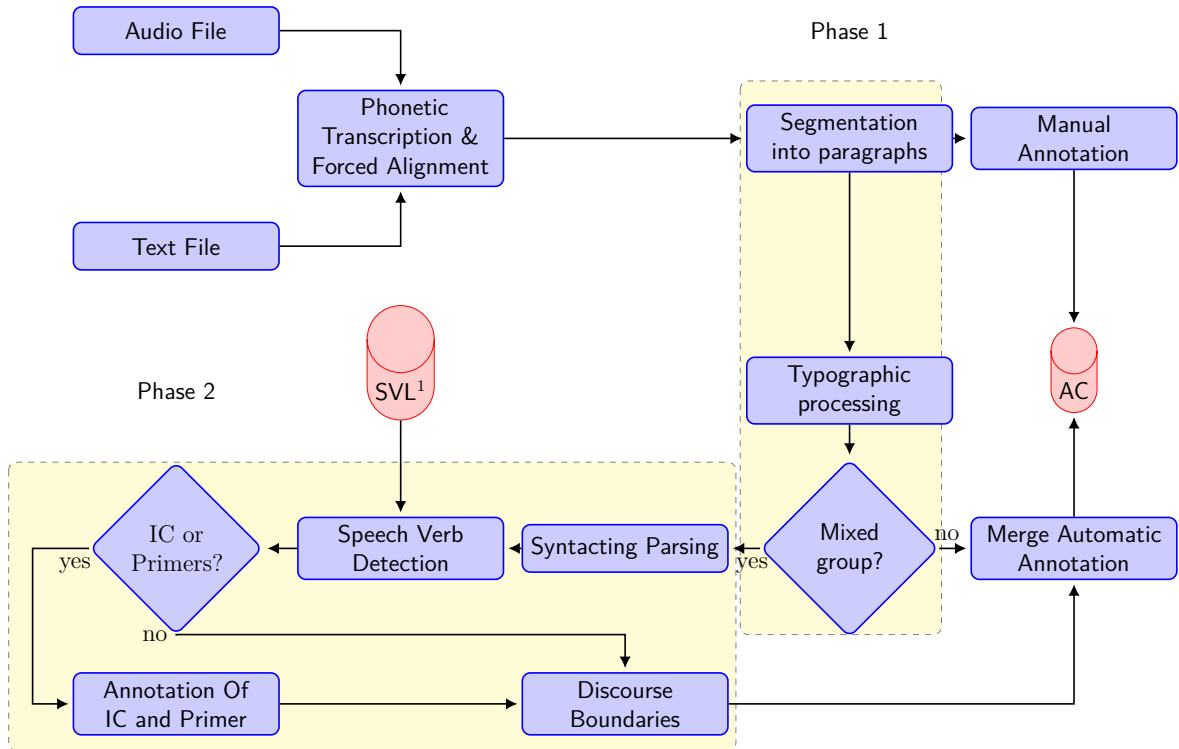 Audio File
Phase 1
Phonetic
Transcription &
Forced Alignment
Segmentation
into paragraphs
Manual
Annotation
Text File
SVL¹
Phase 2
Typographic
processing
AC
IC or
Primers?
yes
no
Speech Verb
Detection
Syntacting Parsing
yes
Mixed
group?
no
Merge Automatic
Annotation
Annotation Of
IC and Primer
Discourse
Boundaries